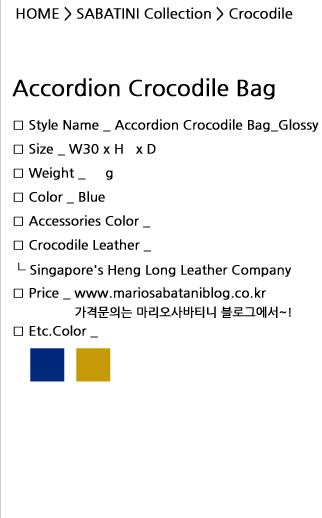 HOME > SABATINI Collection > Crocodile
Accordion Crocodile Bag
□ Style Name _ Accordion Crocodile Bag_Glossy
□ Size _ W30 x H x D
□ Weight _ g
□ Color _ Blue
□ Accessories Color _
□ Crocodile Leather _
└ Singapore's Heng Long Leather Company
□ Price _ www.mariosabataniblog.co.kr
가격문의는 마리오사바티니 블로그에서~!
□ Etc.Color _